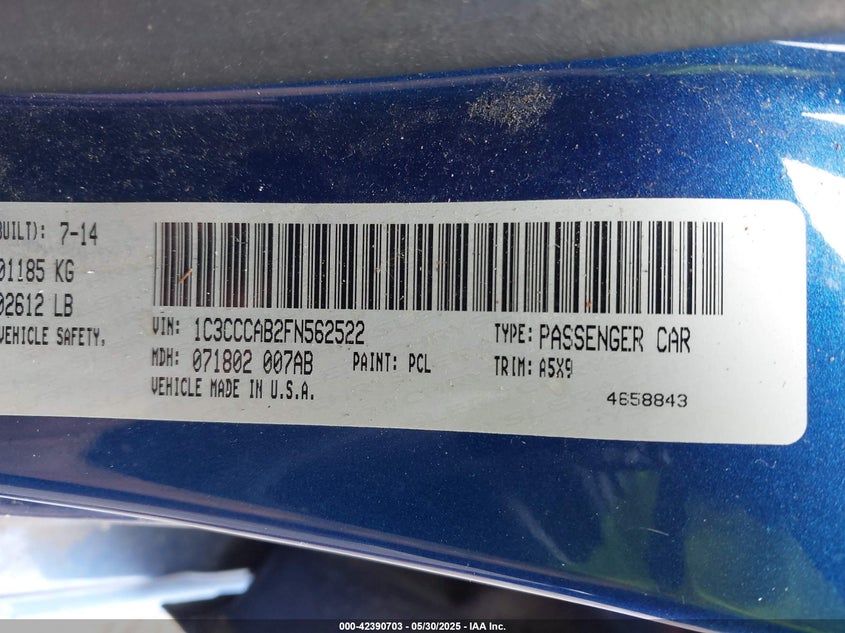 BUILT): 7-14
01185 KG
02612 LB
VEHICLE SAFETY.
VIN: 1C3CCCAB2FN562522 TYPE: PASSENGER CAR
MDH: 071802 007AB PAINT: PCL TRIM: A5X9
VEHICLE MADE IN U.S.A.
4658843
000-42390703 - 05/30/2025 - IAA Inc.